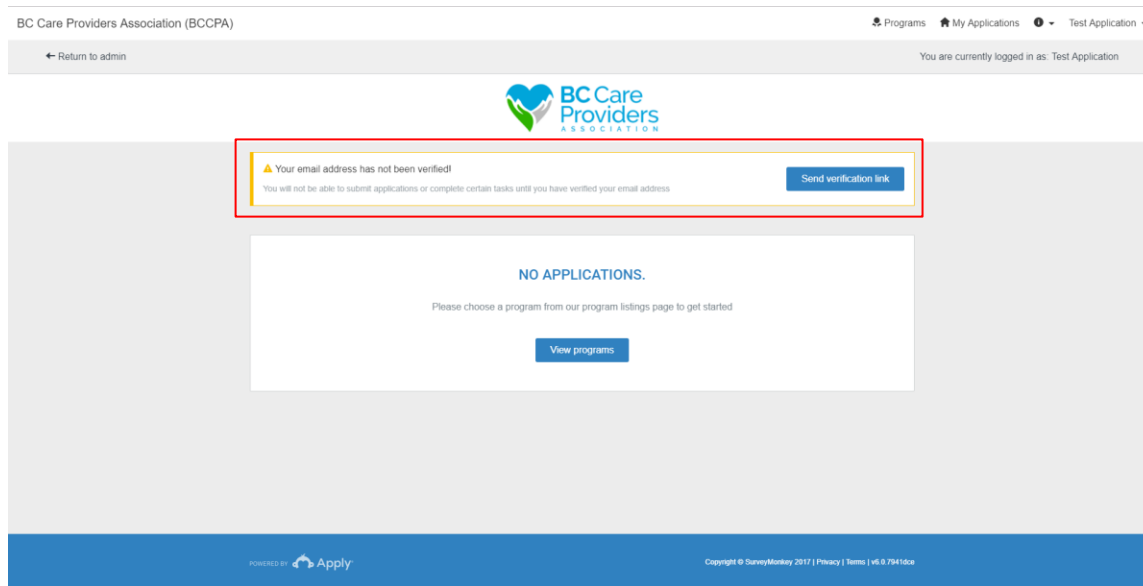 BC Care Providers Association (BCCPA)
Programs My Applications Test Application
Return to admin
You are currently logged in as: Test Application
BC Care
Providers
ASSOCIATION
Your email address has not been verified!
You will not be able to submit applications or complete certain tasks until you have verified your email address
Send verification link
NO APPLICATIONS.
Please choose a program from our program listings page to get started
View programs
POWERED BY Apply
Copyright © SurveyMonkey 2017 | Privacy | Terms | v6.0.7941dce